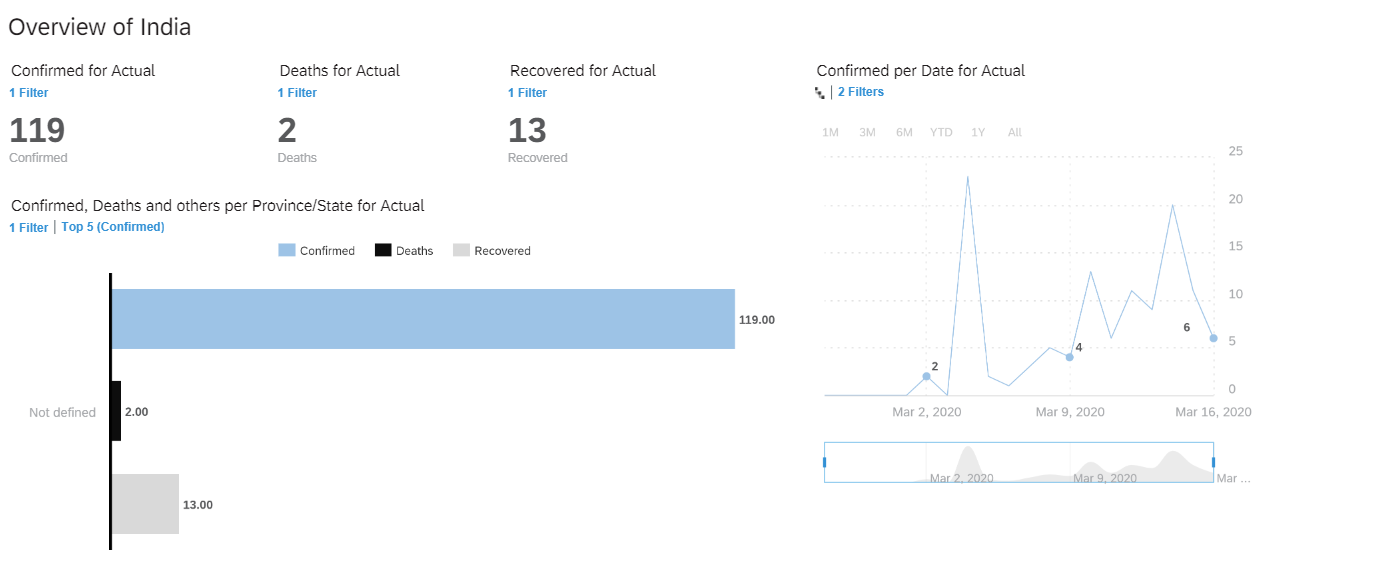 Overview of India
Confirmed for Actual
1 Filter
119
Confirmed
Deaths for Actual
1 Filter
2
Deaths
Recovered for Actual
1 Filter
13
Recovered
Confirmed, Deaths and others per Province/State for Actual
1 Filter | Top 5 (Confirmed)
Confirmed Deaths Recovered
119.00
Not defined 2.00
13.00
Confirmed per Date for Actual
| 2 Filters
1M 3M 6M YTD 1Y All
25
20
15
10
5
0
2
4
6
Mar 2, 2020 Mar 9, 2020 Mar 16, 2020
Mar 2, 2020 Mar 9, 2020 Mar ...